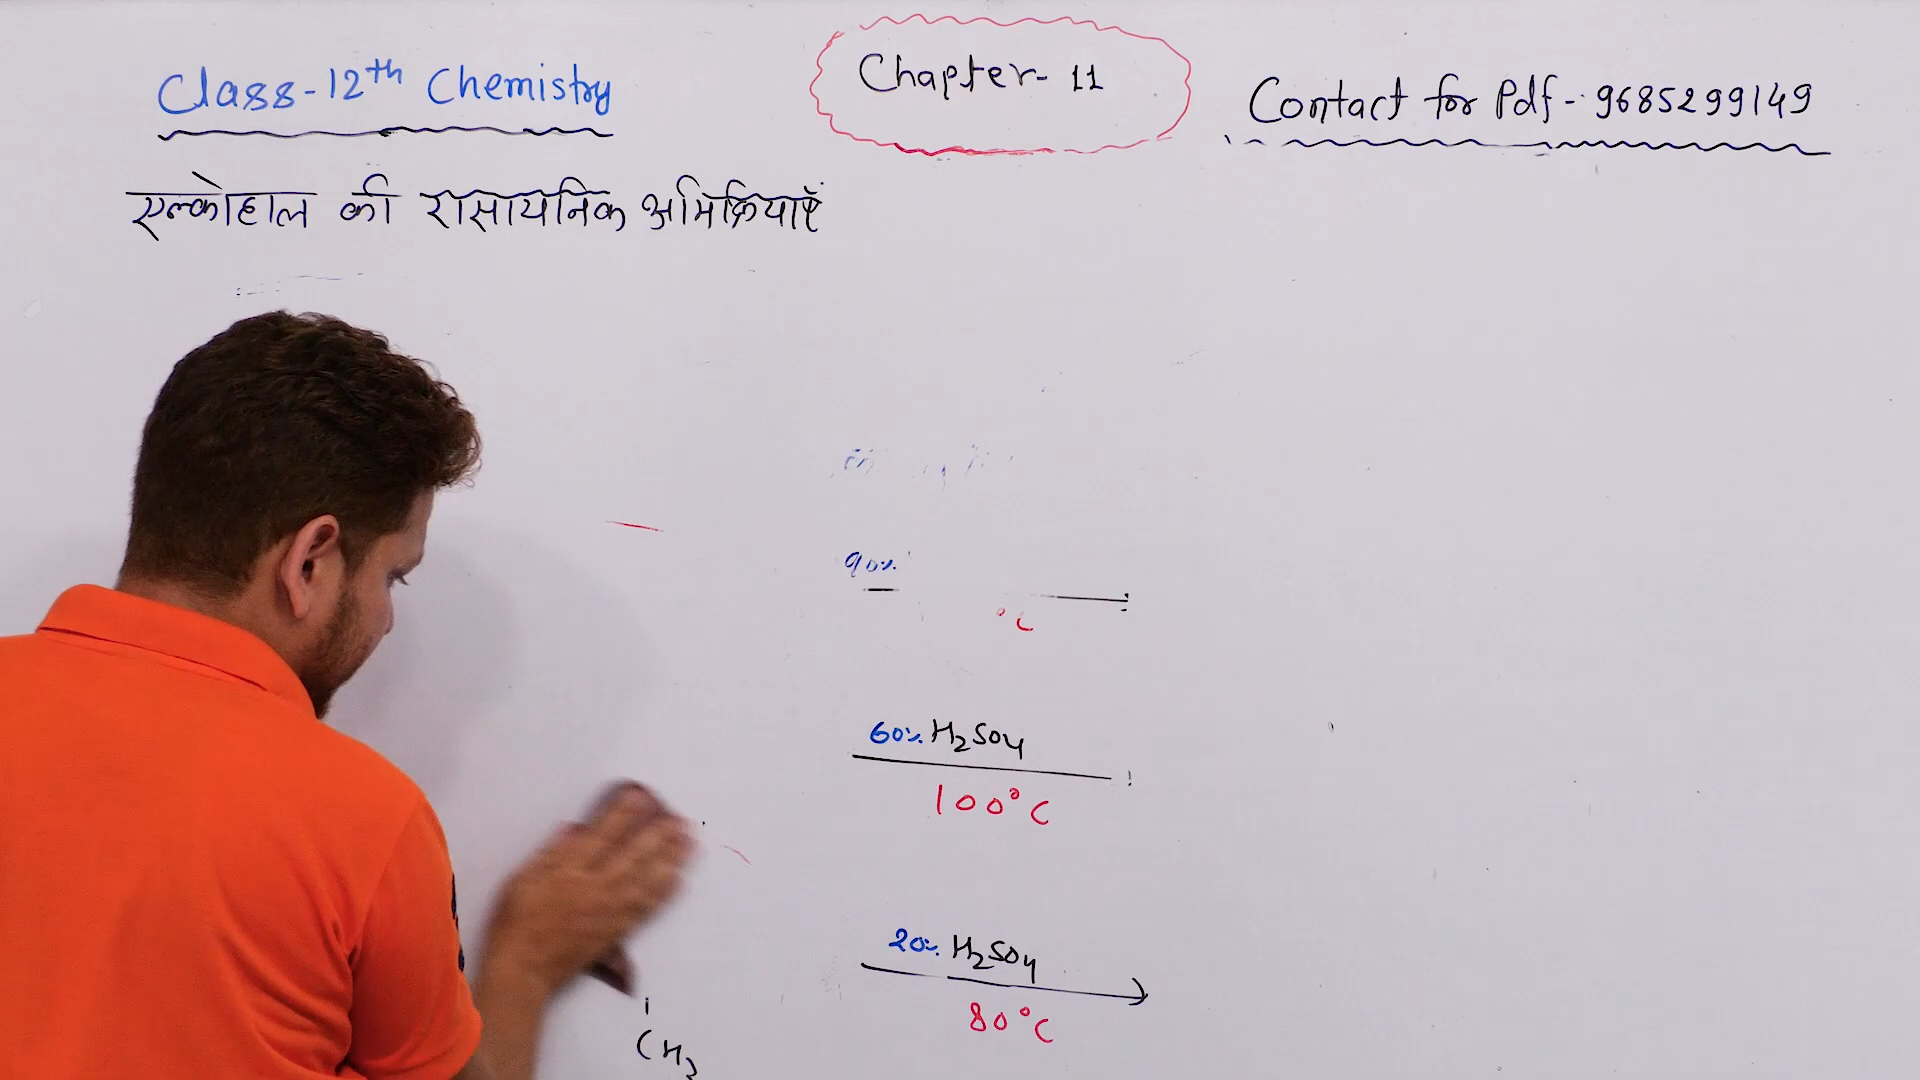 Class-12th Chemistry
Chapter-11
Contact for Pdf-9685299149
एल्कोहाल की रासायनिक अभिक्रियाएँ
90%
°C
60% H2SO4
100°C
20% H2SO4
80°C
CH3